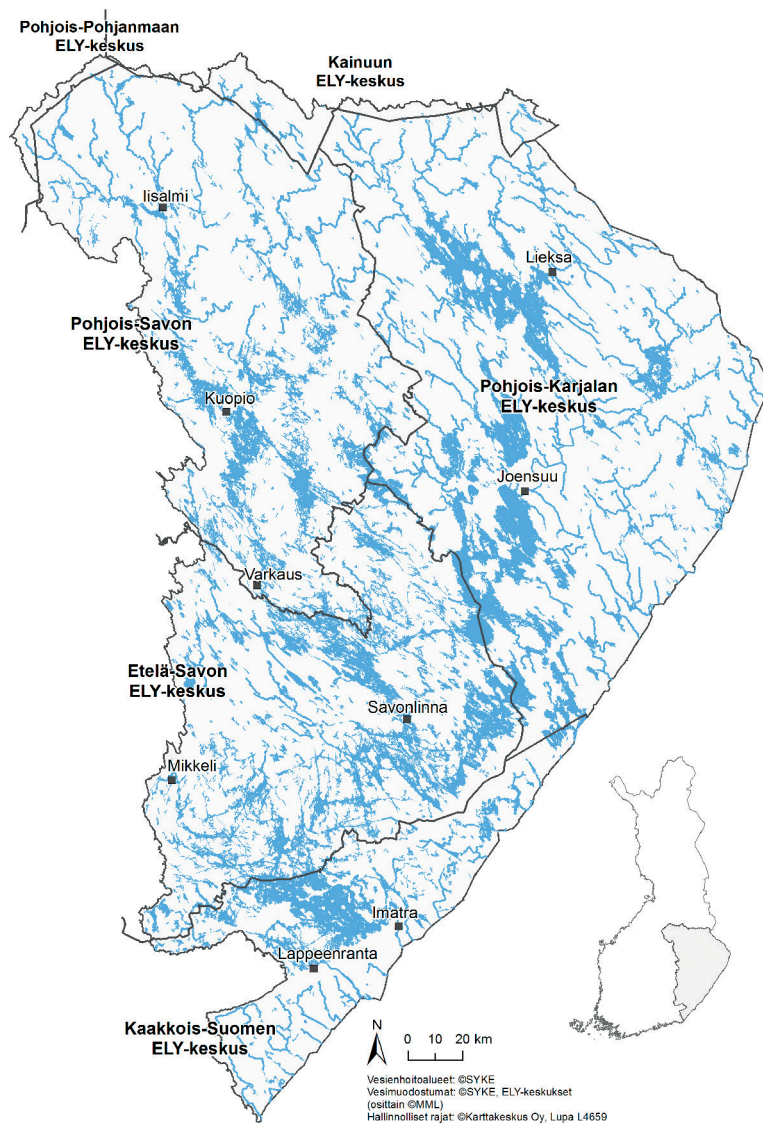 Pohjois-Pohjanmaan
ELY-keskus
Kainuun
ELY-keskus
Iisalmi
Lieksa
Pohjois-Savon
ELY-keskus
Pohjois-Karjalan
ELY-keskus
Kuopio
Joensuu
Varkaus
Etelä-Savon
ELY-keskus
Savonlinna
Mikkeli
Imatra
Lappeenranta
Kaakkois-Suomen
ELY-keskus
N
0 10 20 km
Vesienhoitoalueet: ©SYKE
Vesimuodostumat: ©SYKE, ELY-keskukset
(osittain ©MML)
Hallinnolliset rajat: ©Karttakeskus Oy, Lupa L4659